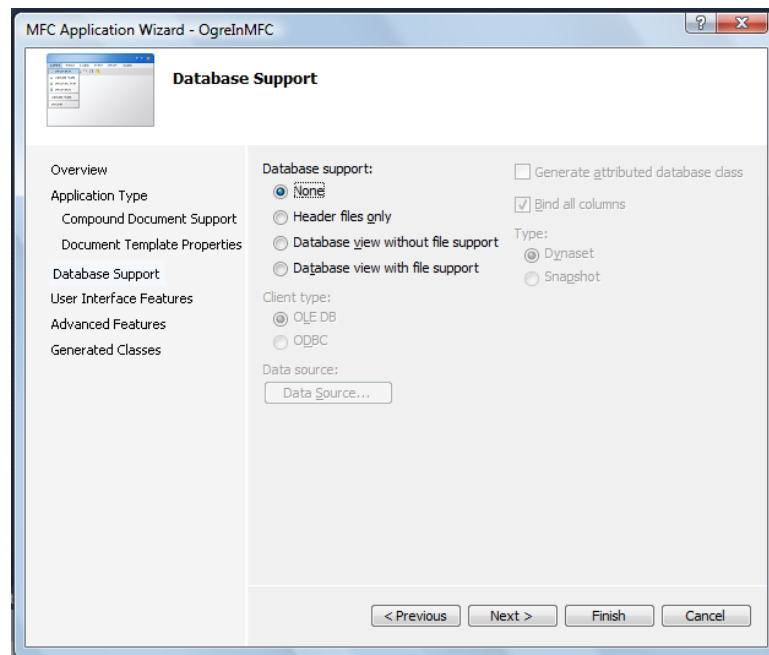 MFC Application Wizard - OgreInMFC
?
X
Database Support
Overview
Application Type
Compound Document Support
Document Template Properties
Database Support
User Interface Features
Advanced Features
Generated Classes
Database support:
None
Header files only
Database view without file support
Database view with file support
Client type:
OLE DB
ODBC
Data source:
Data Source...
Generate attributed database class
Bind all columns
Type:
Dynaset
Snapshot
< Previous
Next >
Finish
Cancel